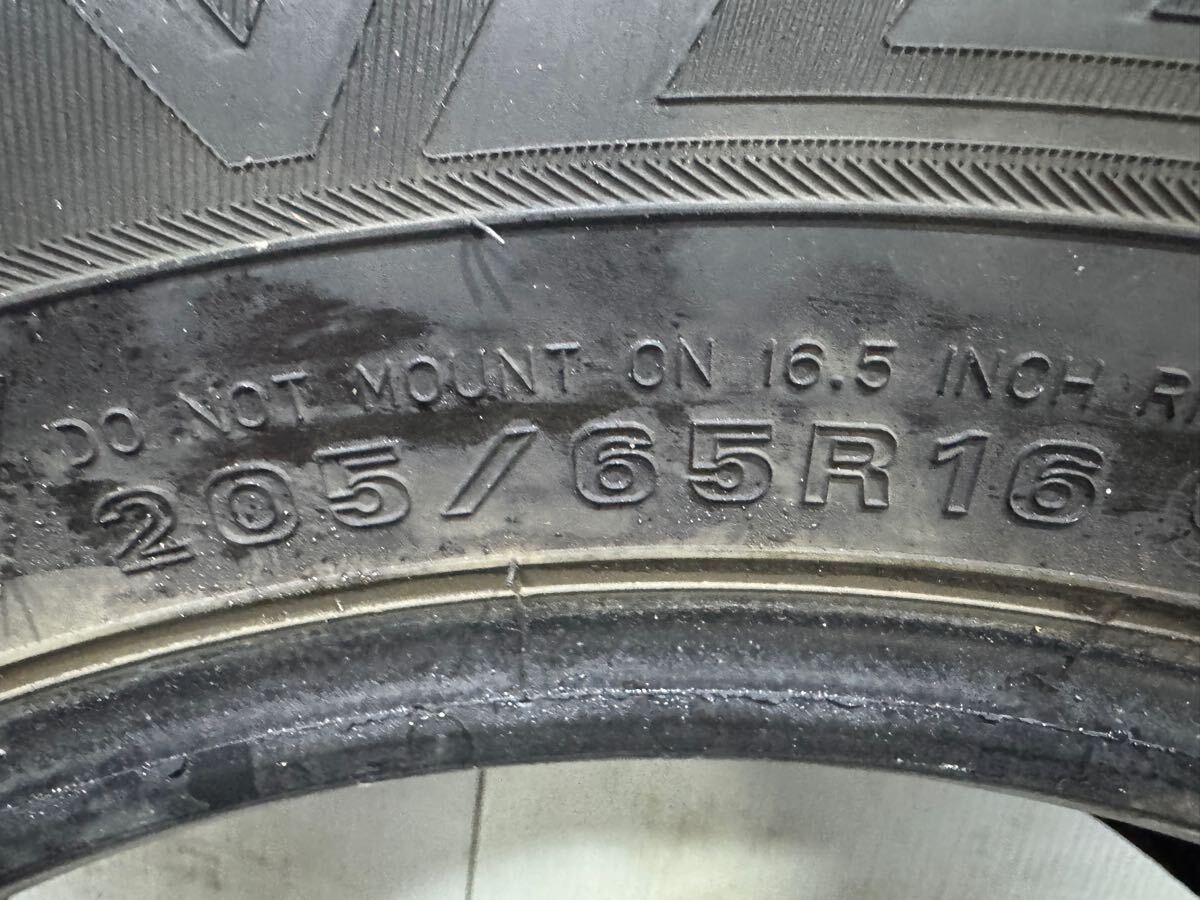 DO NOT MOUNT ON 16.5 INCH
205/65R16